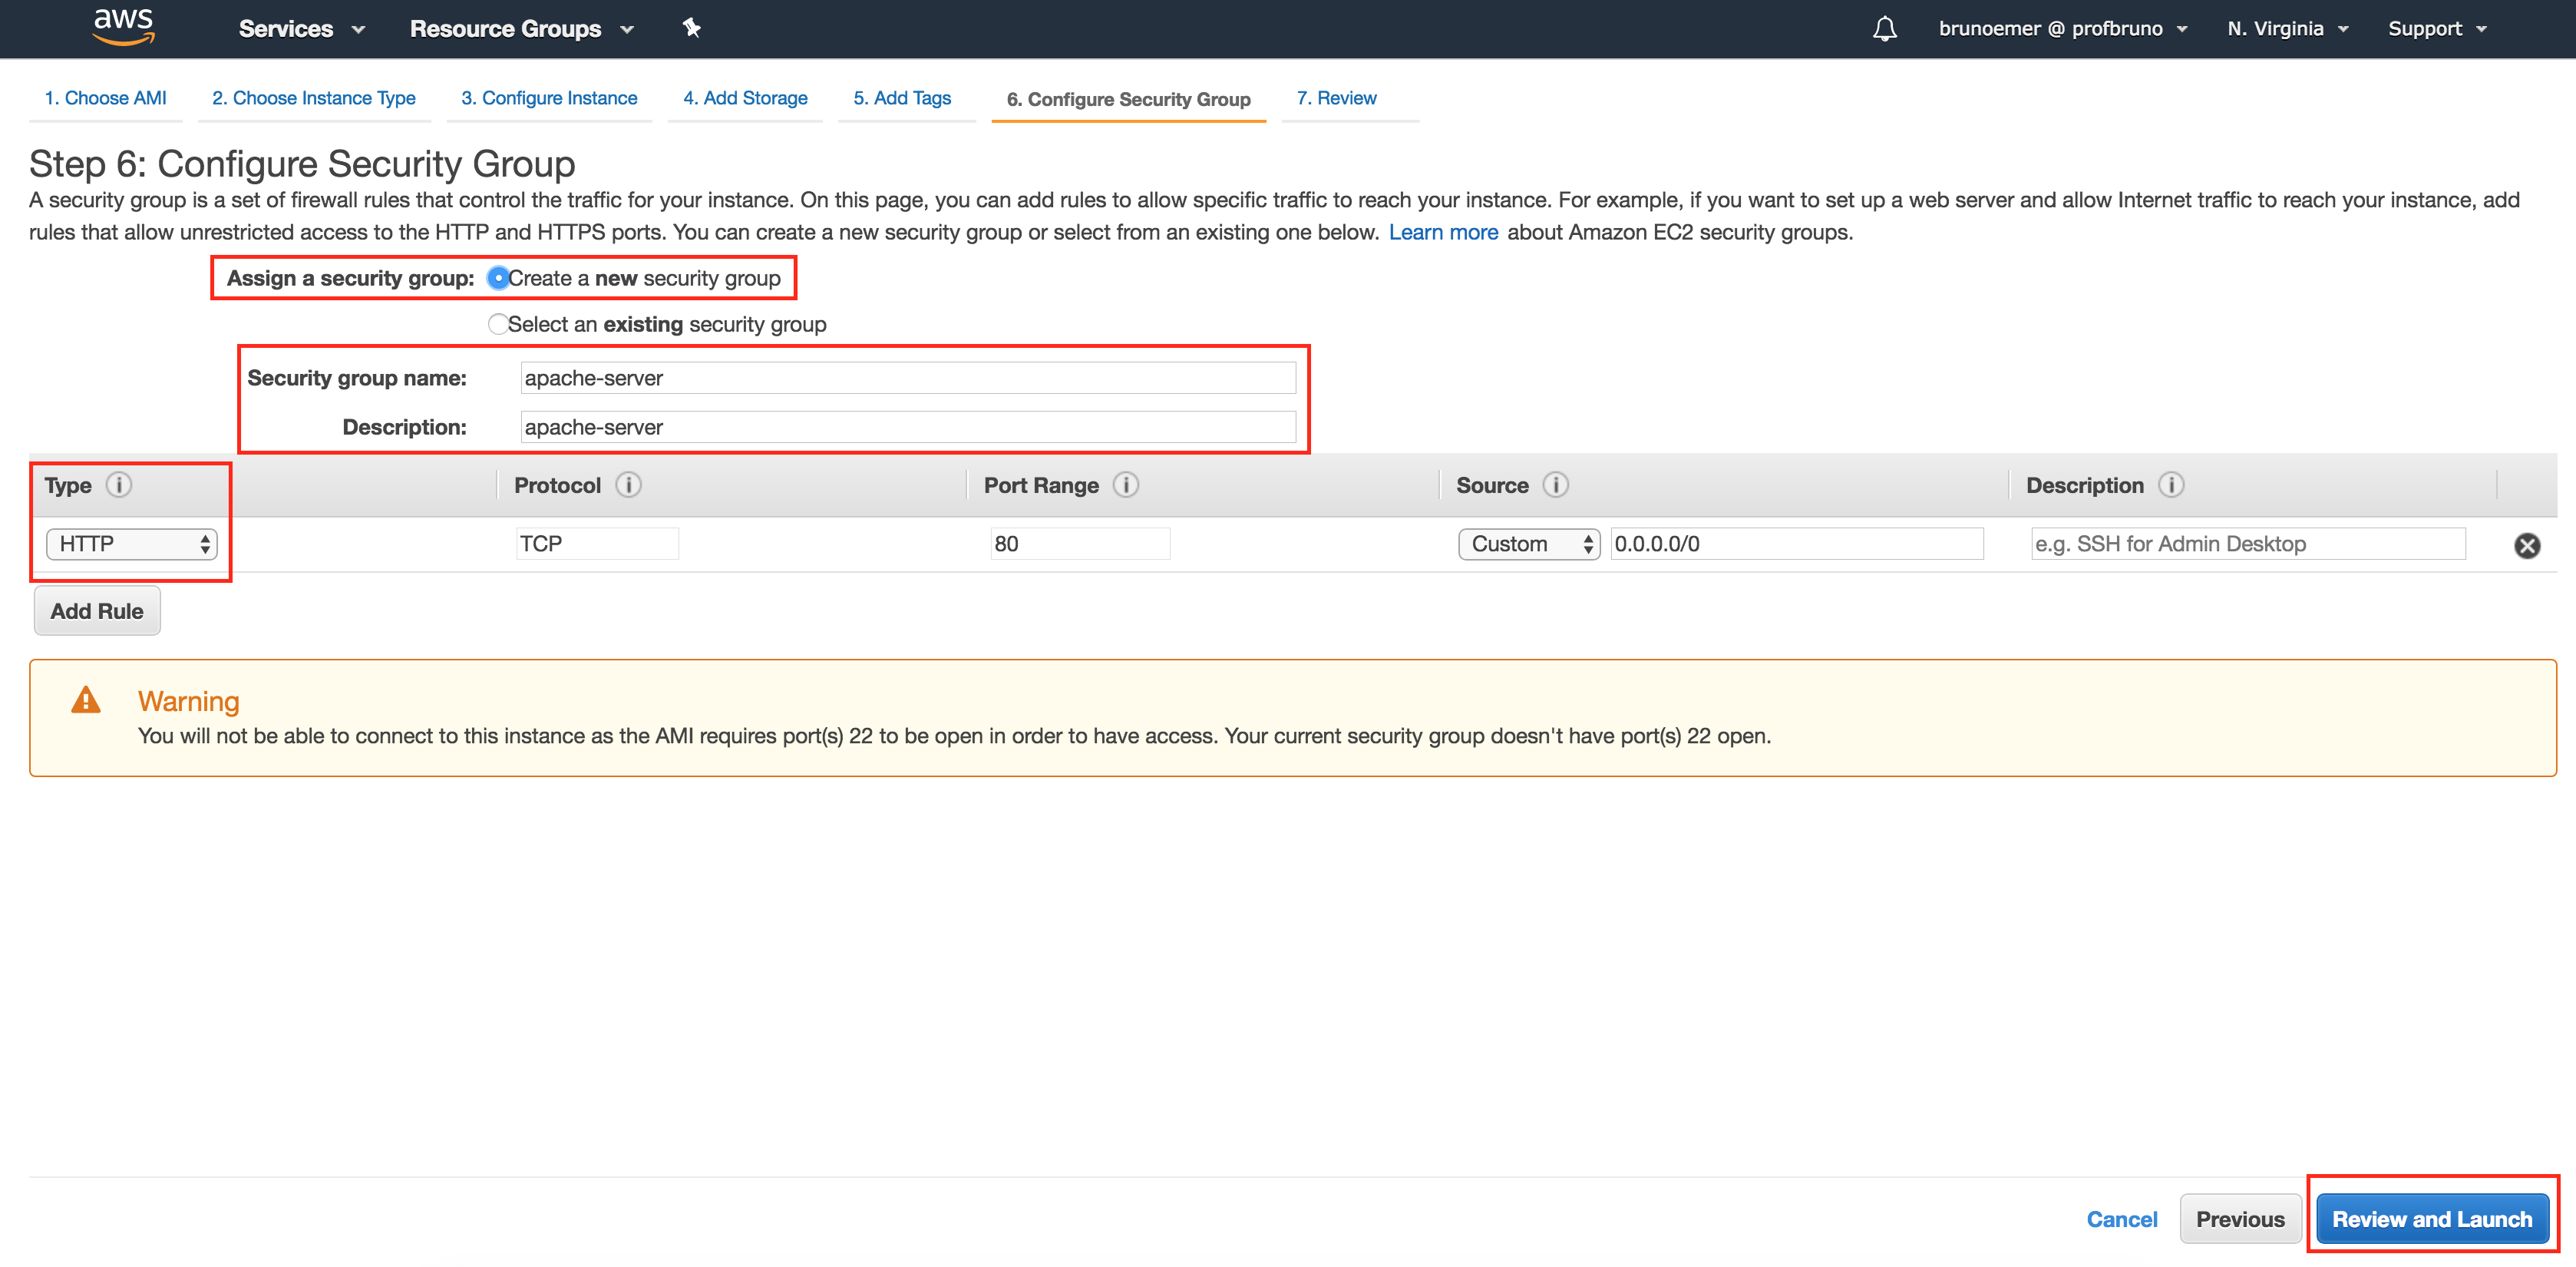 aws Services Resource Groups brunoemer @ profbruno N. Virginia Support
1. Choose AMI 2. Choose Instance Type 3. Configure Instance 4. Add Storage 5. Add Tags 6. Configure Security Group 7. Review
Step 6: Configure Security Group
A security group is a set of firewall rules that control the traffic for your instance. On this page, you can add rules to allow specific traffic to reach your instance. For example, if you want to set up a web server and allow Internet traffic to reach your instance, add
rules that allow unrestricted access to the HTTP and HTTPS ports. You can create a new security group or select from an existing one below. Learn more about Amazon EC2 security groups.
Assign a security group: Create a new security group
Select an existing security group
Security group name: apache-server
Description: apache-server
Type i Protocol i Port Range i Source i Description i
HTTP TCP 80 Custom 0.0.0.0/0 e.g. SSH for Admin Desktop
Add Rule
Warning
You will not be able to connect to this instance as the AMI requires port(s) 22 to be open in order to have access. Your current security group doesn't have port(s) 22 open.
Cancel Previous Review and Launch